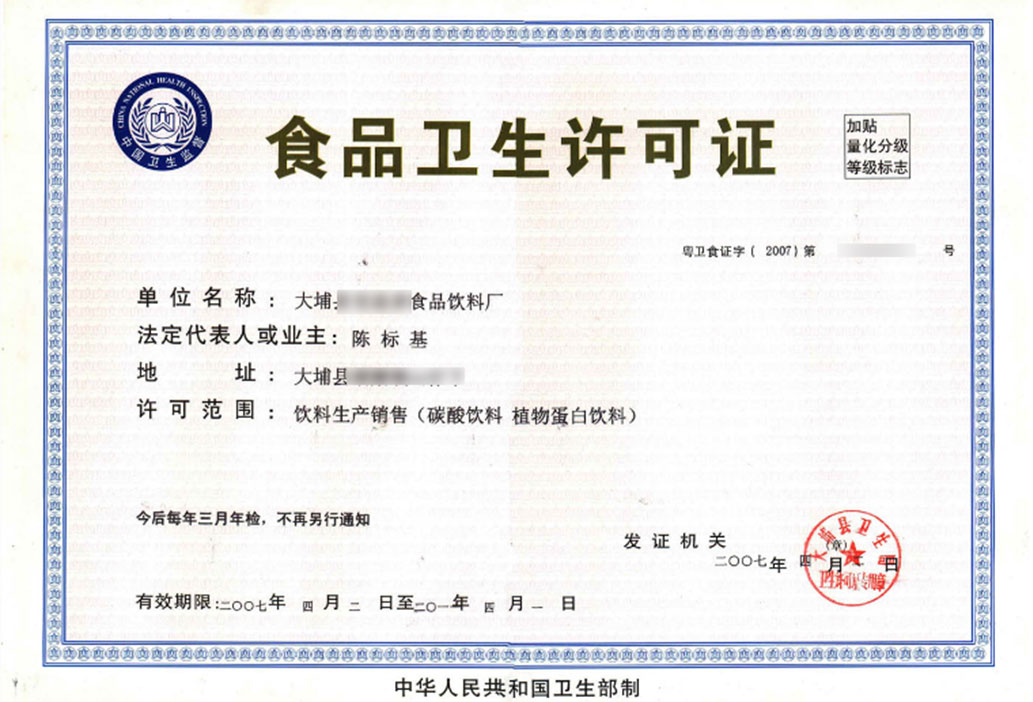 CHINA NATIONAL HEALTH INSPECTION
中国卫生监督
食品卫生许可证
加贴
量化分级
等级标志
粤卫食证字( 2007)第 号
单位名称: 大埔 食品饮料厂
法定代表人或业主: 陈标基
地 址: 大埔县
许可范围: 饮料生产销售(碳酸饮料 植物蛋白饮料)
今后每年三月年检,不再另行通知
发证机关
(章)
大埔县卫生局
二〇〇七年 四月二日
有效期限:二〇〇七年 四月二 日至二〇一一年 四月一日
中华人民共和国卫生部制